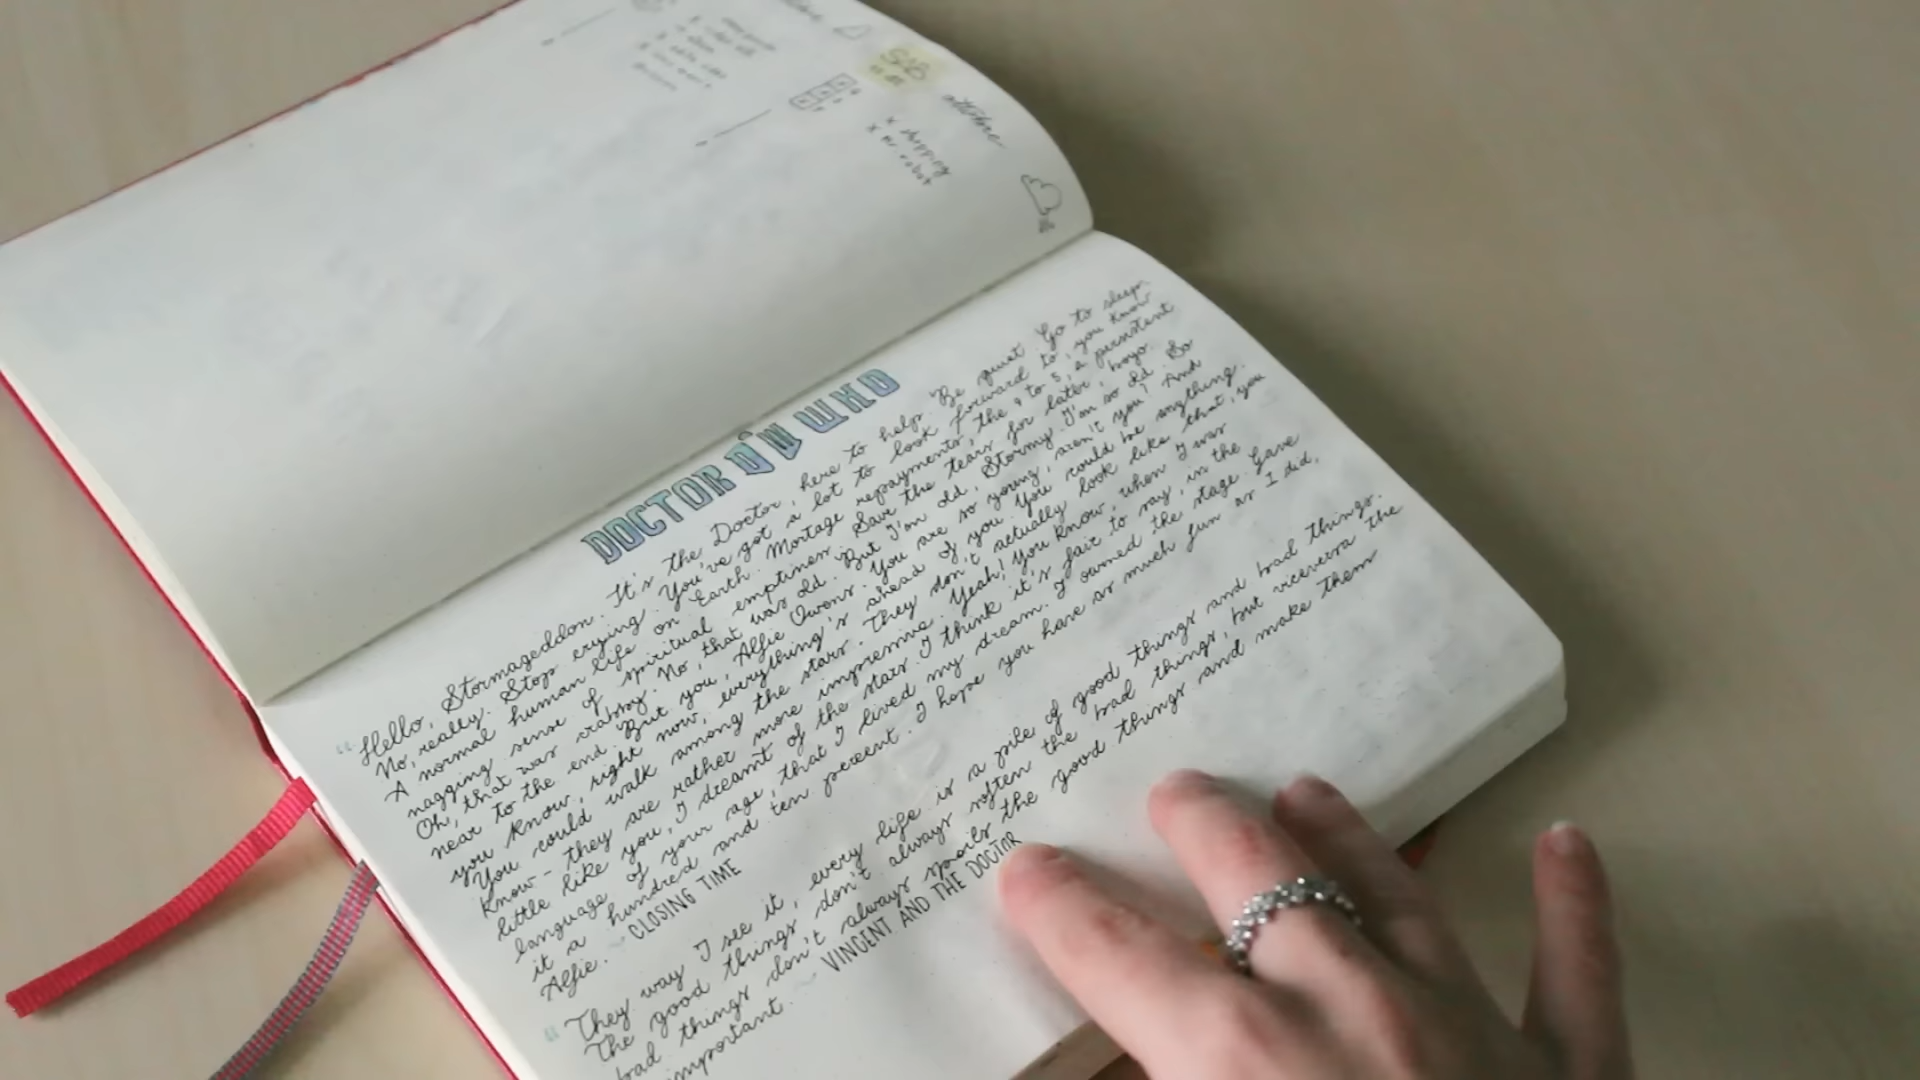 SAB
x shopping
x mr. robot
DOCTOR WHO
"Hello, Stormageddon. It's the Doctor, here to help. Be quiet. Go to sleep.
No, really. Stop crying. You've got a lot to look forward to, you know
A normal human life on Earth. Mortage repayments, the 9 to 5, a persistent
nagging sense of spiritual emptiness. Save the tears for later, boyo.
Oh, that was crabby. No, that was old. But I'm old, Stormy. I'm so old. So
near to the end. But you, Alfie Owens. You are so young, aren't you? And
you know, right now, everything's ahead of you. You could be anything.
You could walk among the stars. They don't actually look like that, you
know - they are rather more impressive. Yeah! You know, when I was
little like you, I dreamt of the stars. I think it's fair to say, in the
language of your age, that I lived my dream. I owned the stage. Gave
it a hundred and ten percent. I hope you have as much fun as I did,
Alfie. ~ CLOSING TIME
"They way I see it, every life is a pile of good things and bad things.
The good things don't always soften the bad things, but viceversa the
bad things don't always spoils the good things and make them
important. ~ VINCENT AND THE DOCTOR